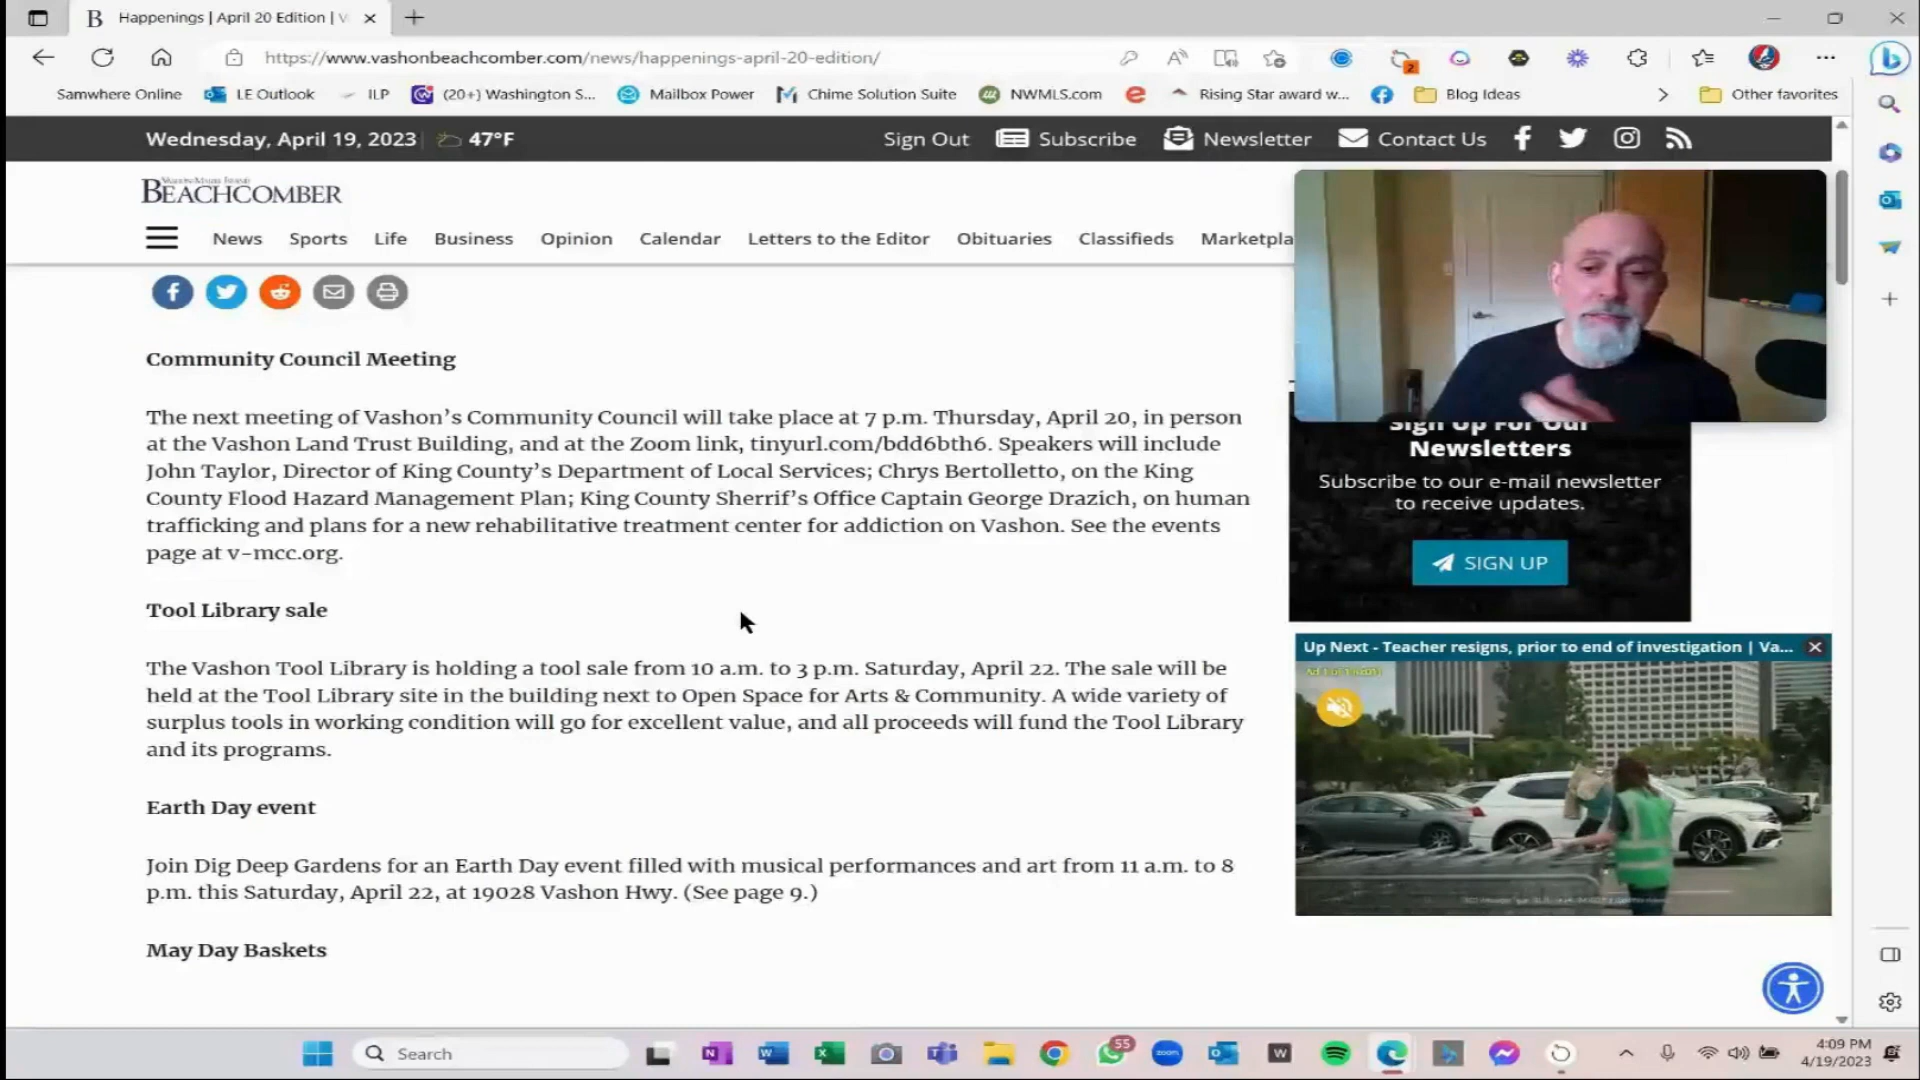 Happenings | April 20 Edition |
https://www.vashonbeachcomber.com/news/happenings-april-20-edition/
Samwhere Online LE Outlook ILP (20+) Washington S... Mailbox Power Chime Solution Suite NWMLS.com Rising Star award w... Blog Ideas Other favorites
Wednesday, April 19, 2023 47°F Sign Out Subscribe Newsletter Contact Us
BEACHCOMBER
News Sports Life Business Opinion Calendar Letters to the Editor Obituaries Classifieds Marketpla
Community Council Meeting
The next meeting of Vashon's Community Council will take place at 7 p.m. Thursday, April 20, in person
at the Vashon Land Trust Building, and at the Zoom link, tinyurl.com/bdd6bth6. Speakers will include
John Taylor, Director of King County's Department of Local Services; Chrys Bertolletto, on the King
County Flood Hazard Management Plan; King County Sherrif's Office Captain George Drazich, on human
trafficking and plans for a new rehabilitative treatment center for addiction on Vashon. See the events
page at v-mcc.org.
Tool Library sale
The Vashon Tool Library is holding a tool sale from 10 a.m. to 3 p.m. Saturday, April 22. The sale will be
held at the Tool Library site in the building next to Open Space for Arts & Community. A wide variety of
surplus tools in working condition will go for excellent value, and all proceeds will fund the Tool Library
and its programs.
Earth Day event
Join Dig Deep Gardens for an Earth Day event filled with musical performances and art from 11 a.m. to 8
p.m. this Saturday, April 22, at 19028 Vashon Hwy. (See page 9.)
May Day Baskets
Sign Up For Our
Newsletters
Subscribe to our e-mail newsletter
to receive updates.
SIGN UP
Up Next - Teacher resigns, prior to end of investigation | Va...
Search
55
4:09 PM
4/19/2023